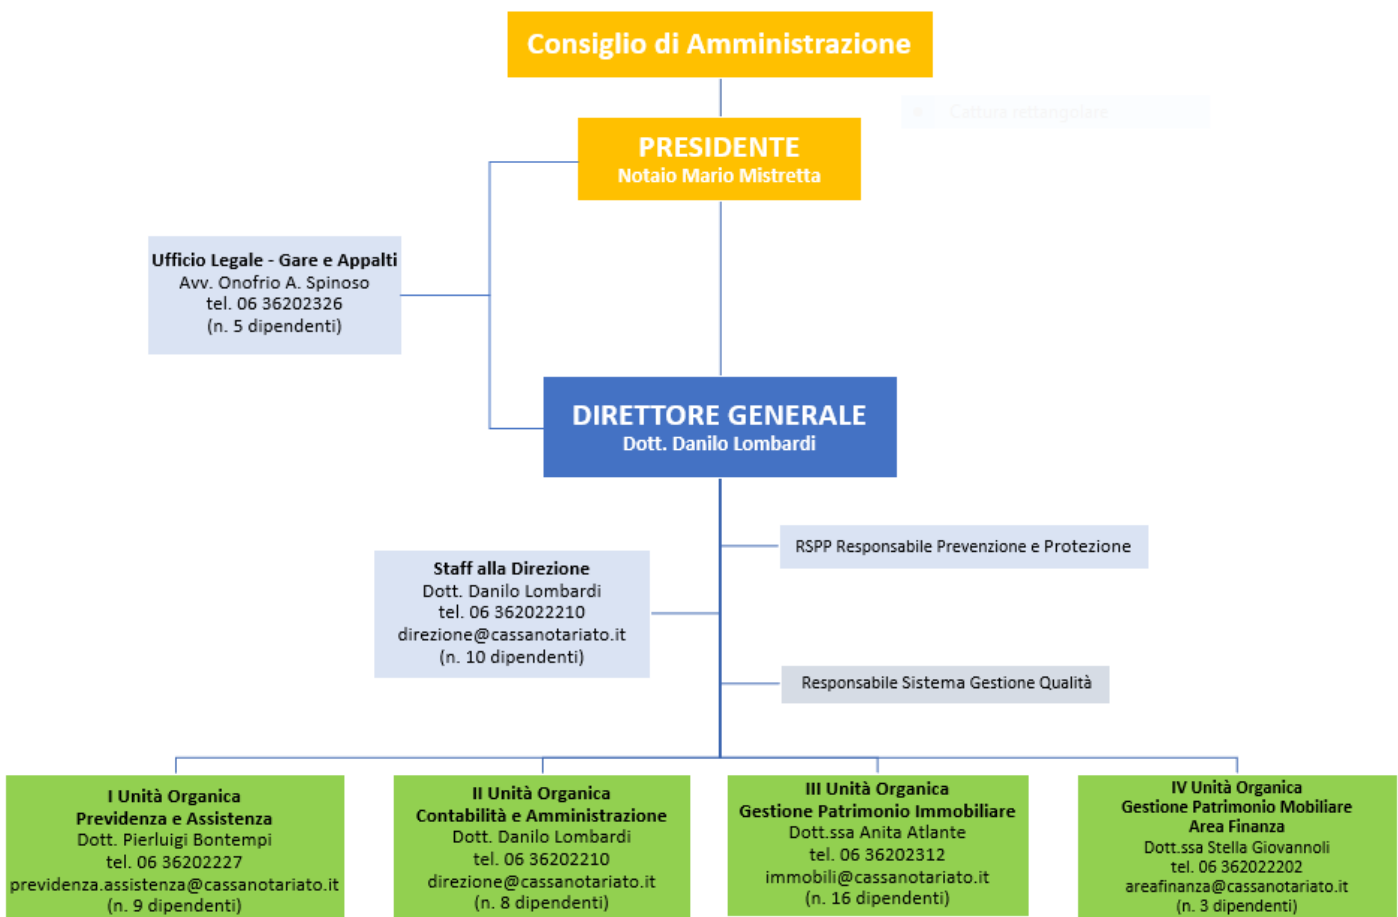 Consiglio di Amministrazione
Cattura rettangolare
PRESIDENTE
Notaio Mario Mistretta
Ufficio Legale - Gare e Appalti
Avv. Onofrio A. Spinoso
tel. 06 36202326
(n. 5 dipendenti)
DIRETTORE GENERALE
Dott. Danilo Lombardi
RSPP Responsabile Prevenzione e Protezione
Staff alla Direzione
Dott. Danilo Lombardi
tel. 06 362022210
direzione@cassanotariato.it
(n. 10 dipendenti)
Responsabile Sistema Gestione Qualità
I Unità Organica
Previdenza e Assistenza
Dott. Pierluigi Bontempi
tel. 06 36202227
previdenza.assistenza@cassanotariato.it
(n. 9 dipendenti)
II Unità Organica
Contabilità e Amministrazione
Dott. Danilo Lombardi
tel. 06 36202210
direzione@cassanotariato.it
(n. 8 dipendenti)
III Unità Organica
Gestione Patrimonio Immobiliare
Dott.ssa Anita Atlante
tel. 06 36202312
immobili@cassanotariato.it
(n. 16 dipendenti)
IV Unità Organica
Gestione Patrimonio Mobiliare
Area Finanza
Dott.ssa Stella Giovannoli
tel. 06 362022202
areafinanza@cassanotariato.it
(n. 3 dipendenti)